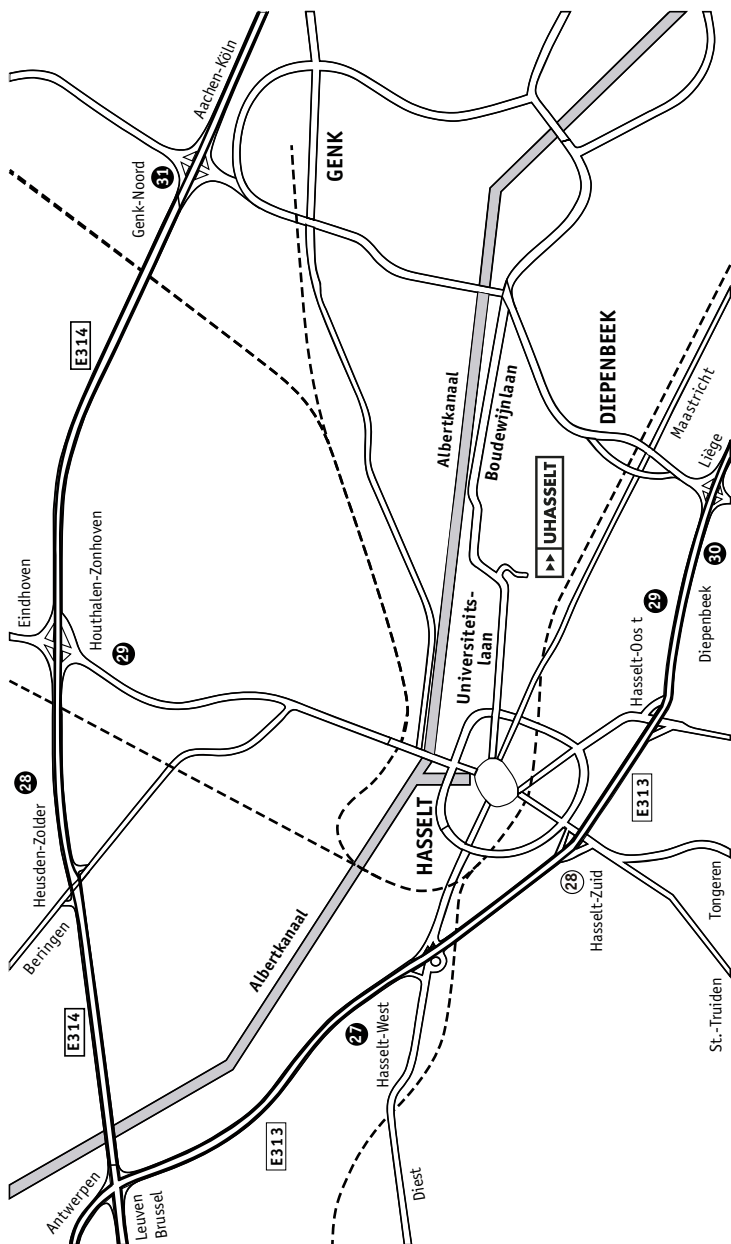 Antwerpen
Leuven
Brussel
E314
E313
Beringen
Heusden-Zolder
28
Eindhoven
Houthalen-Zonhoven
29
E314
Genk-Noord
31
Aachen-Köln
GENK
Albertkanaal
Albertkanaal
27
Hasselt-West
Diest
HASSELT
Universiteits-
laan
Boudewijnlaan
UHASSELT
DIEPENBEEK
Maastricht
Liège
28
Hasselt-Zuid
E313
Hasselt-Oos t
29
Diepenbeek
30
St.-Truiden
Tongeren